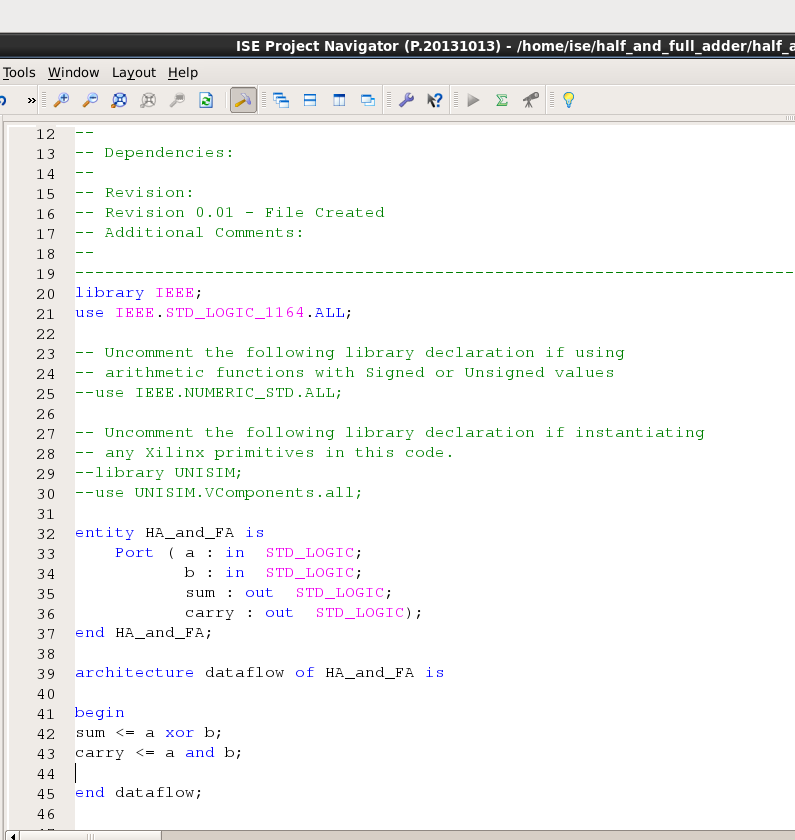 ISE Project Navigator (P.20131013) - /home/ise/half_and_full_adder/half_a
Tools Window Layout Help
»
12 --
13 -- Dependencies:
14 --
15 -- Revision:
16 -- Revision 0.01 - File Created
17 -- Additional Comments:
18 --
19 ------------------------------------------------------------------------
20 library IEEE;
21 use IEEE.STD_LOGIC_1164.ALL;
22
23 -- Uncomment the following library declaration if using
24 -- arithmetic functions with Signed or Unsigned values
25 --use IEEE.NUMERIC_STD.ALL;
26
27 -- Uncomment the following library declaration if instantiating
28 -- any Xilinx primitives in this code.
29 --library UNISIM;
30 --use UNISIM.VComponents.all;
31
32 entity HA_and_FA is
33     Port ( a : in  STD_LOGIC;
34            b : in  STD_LOGIC;
35            sum : out  STD_LOGIC;
36            carry : out  STD_LOGIC);
37 end HA_and_FA;
38
39 architecture dataflow of HA_and_FA is
40
41 begin
42 sum <= a xor b;
43 carry <= a and b;
44
45 end dataflow;
46